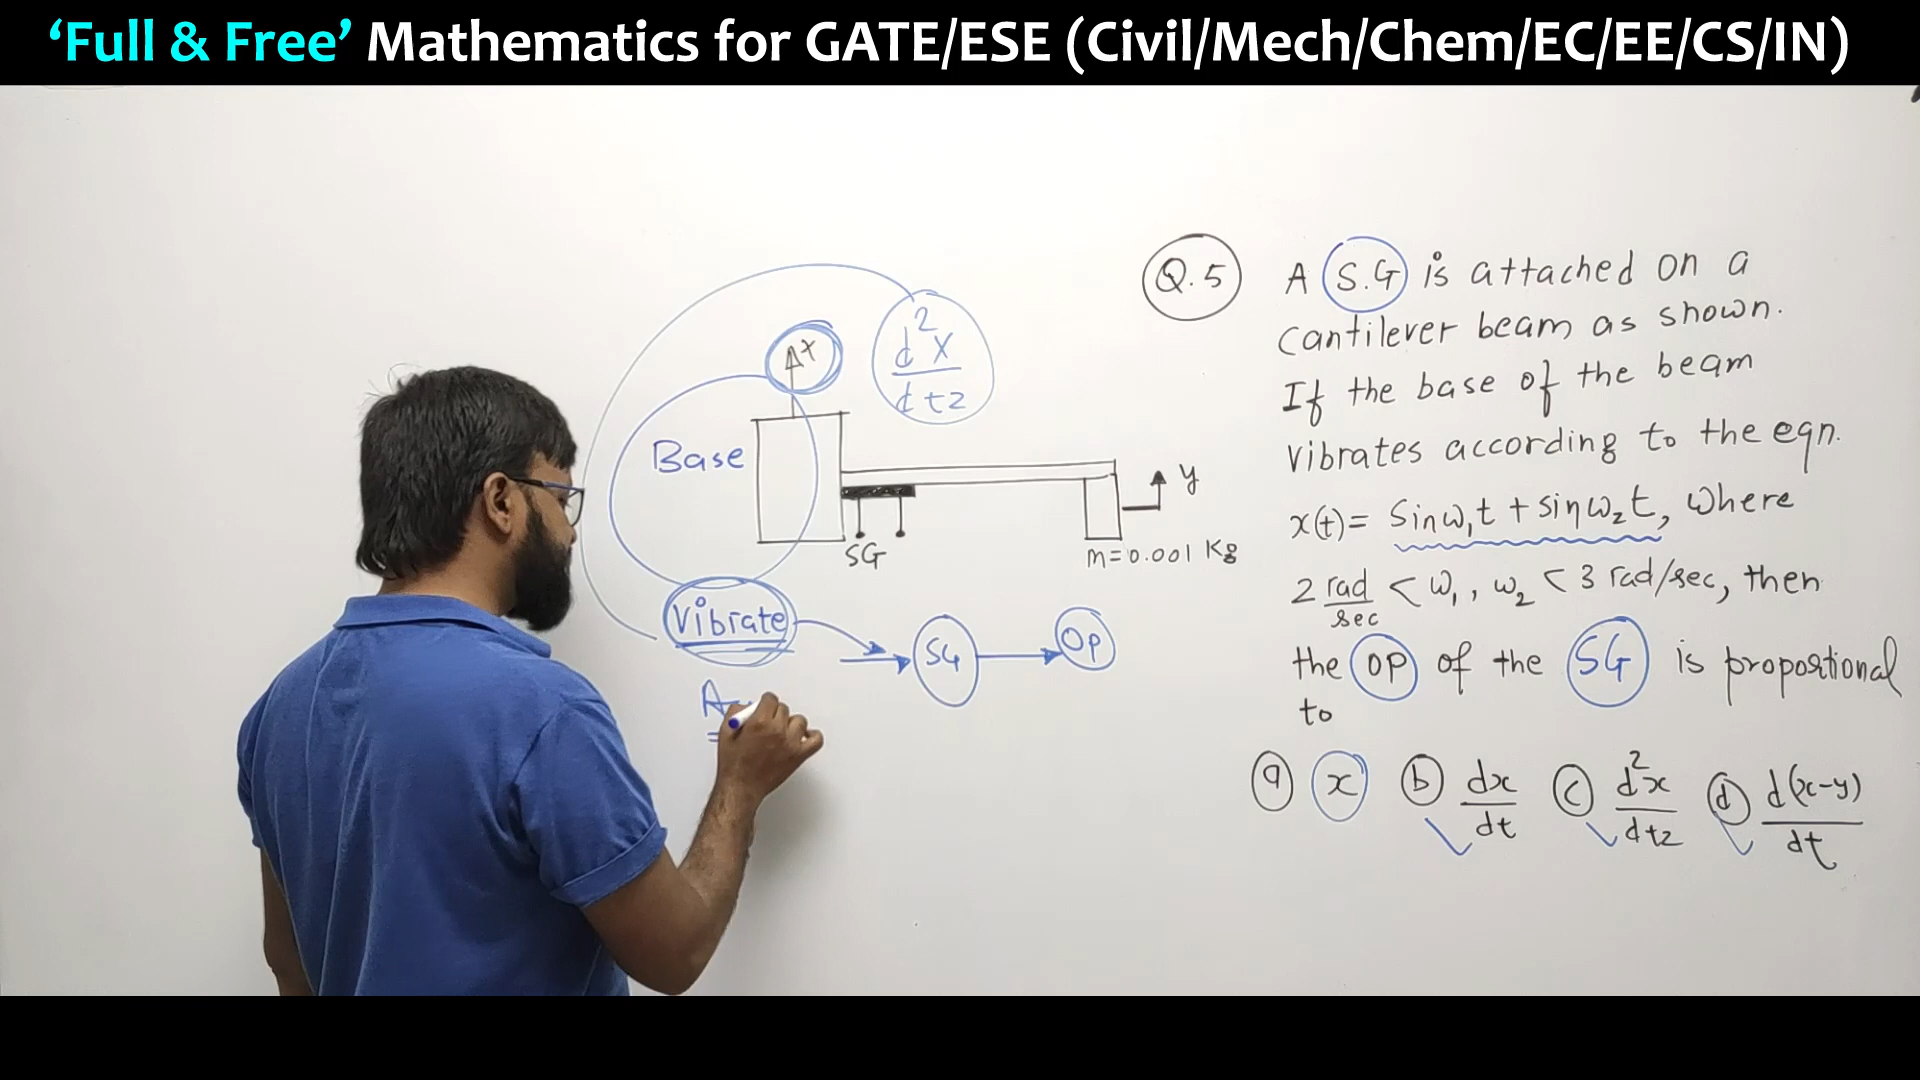 ‘Full & Free’ Mathematics for GATE/ESE (Civil/Mech/Chem/EC/EE/CS/IN)
x
d²x
dt2
Base
y
SG
m=0.001 Kg
Vibrate
SG
OP
A
Q.5
A S.G is attached on a
cantilever beam as shown.
If the base of the beam
vibrates according to the eqn.
x(t)= Sinω₁t + sinω₂t, where
2 rad/sec < ω₁, ω₂ < 3 rad/sec, then
the OP of the SG is propostional
to
a x b dx/dt c d²x/dt2 d d(x-y)/dt